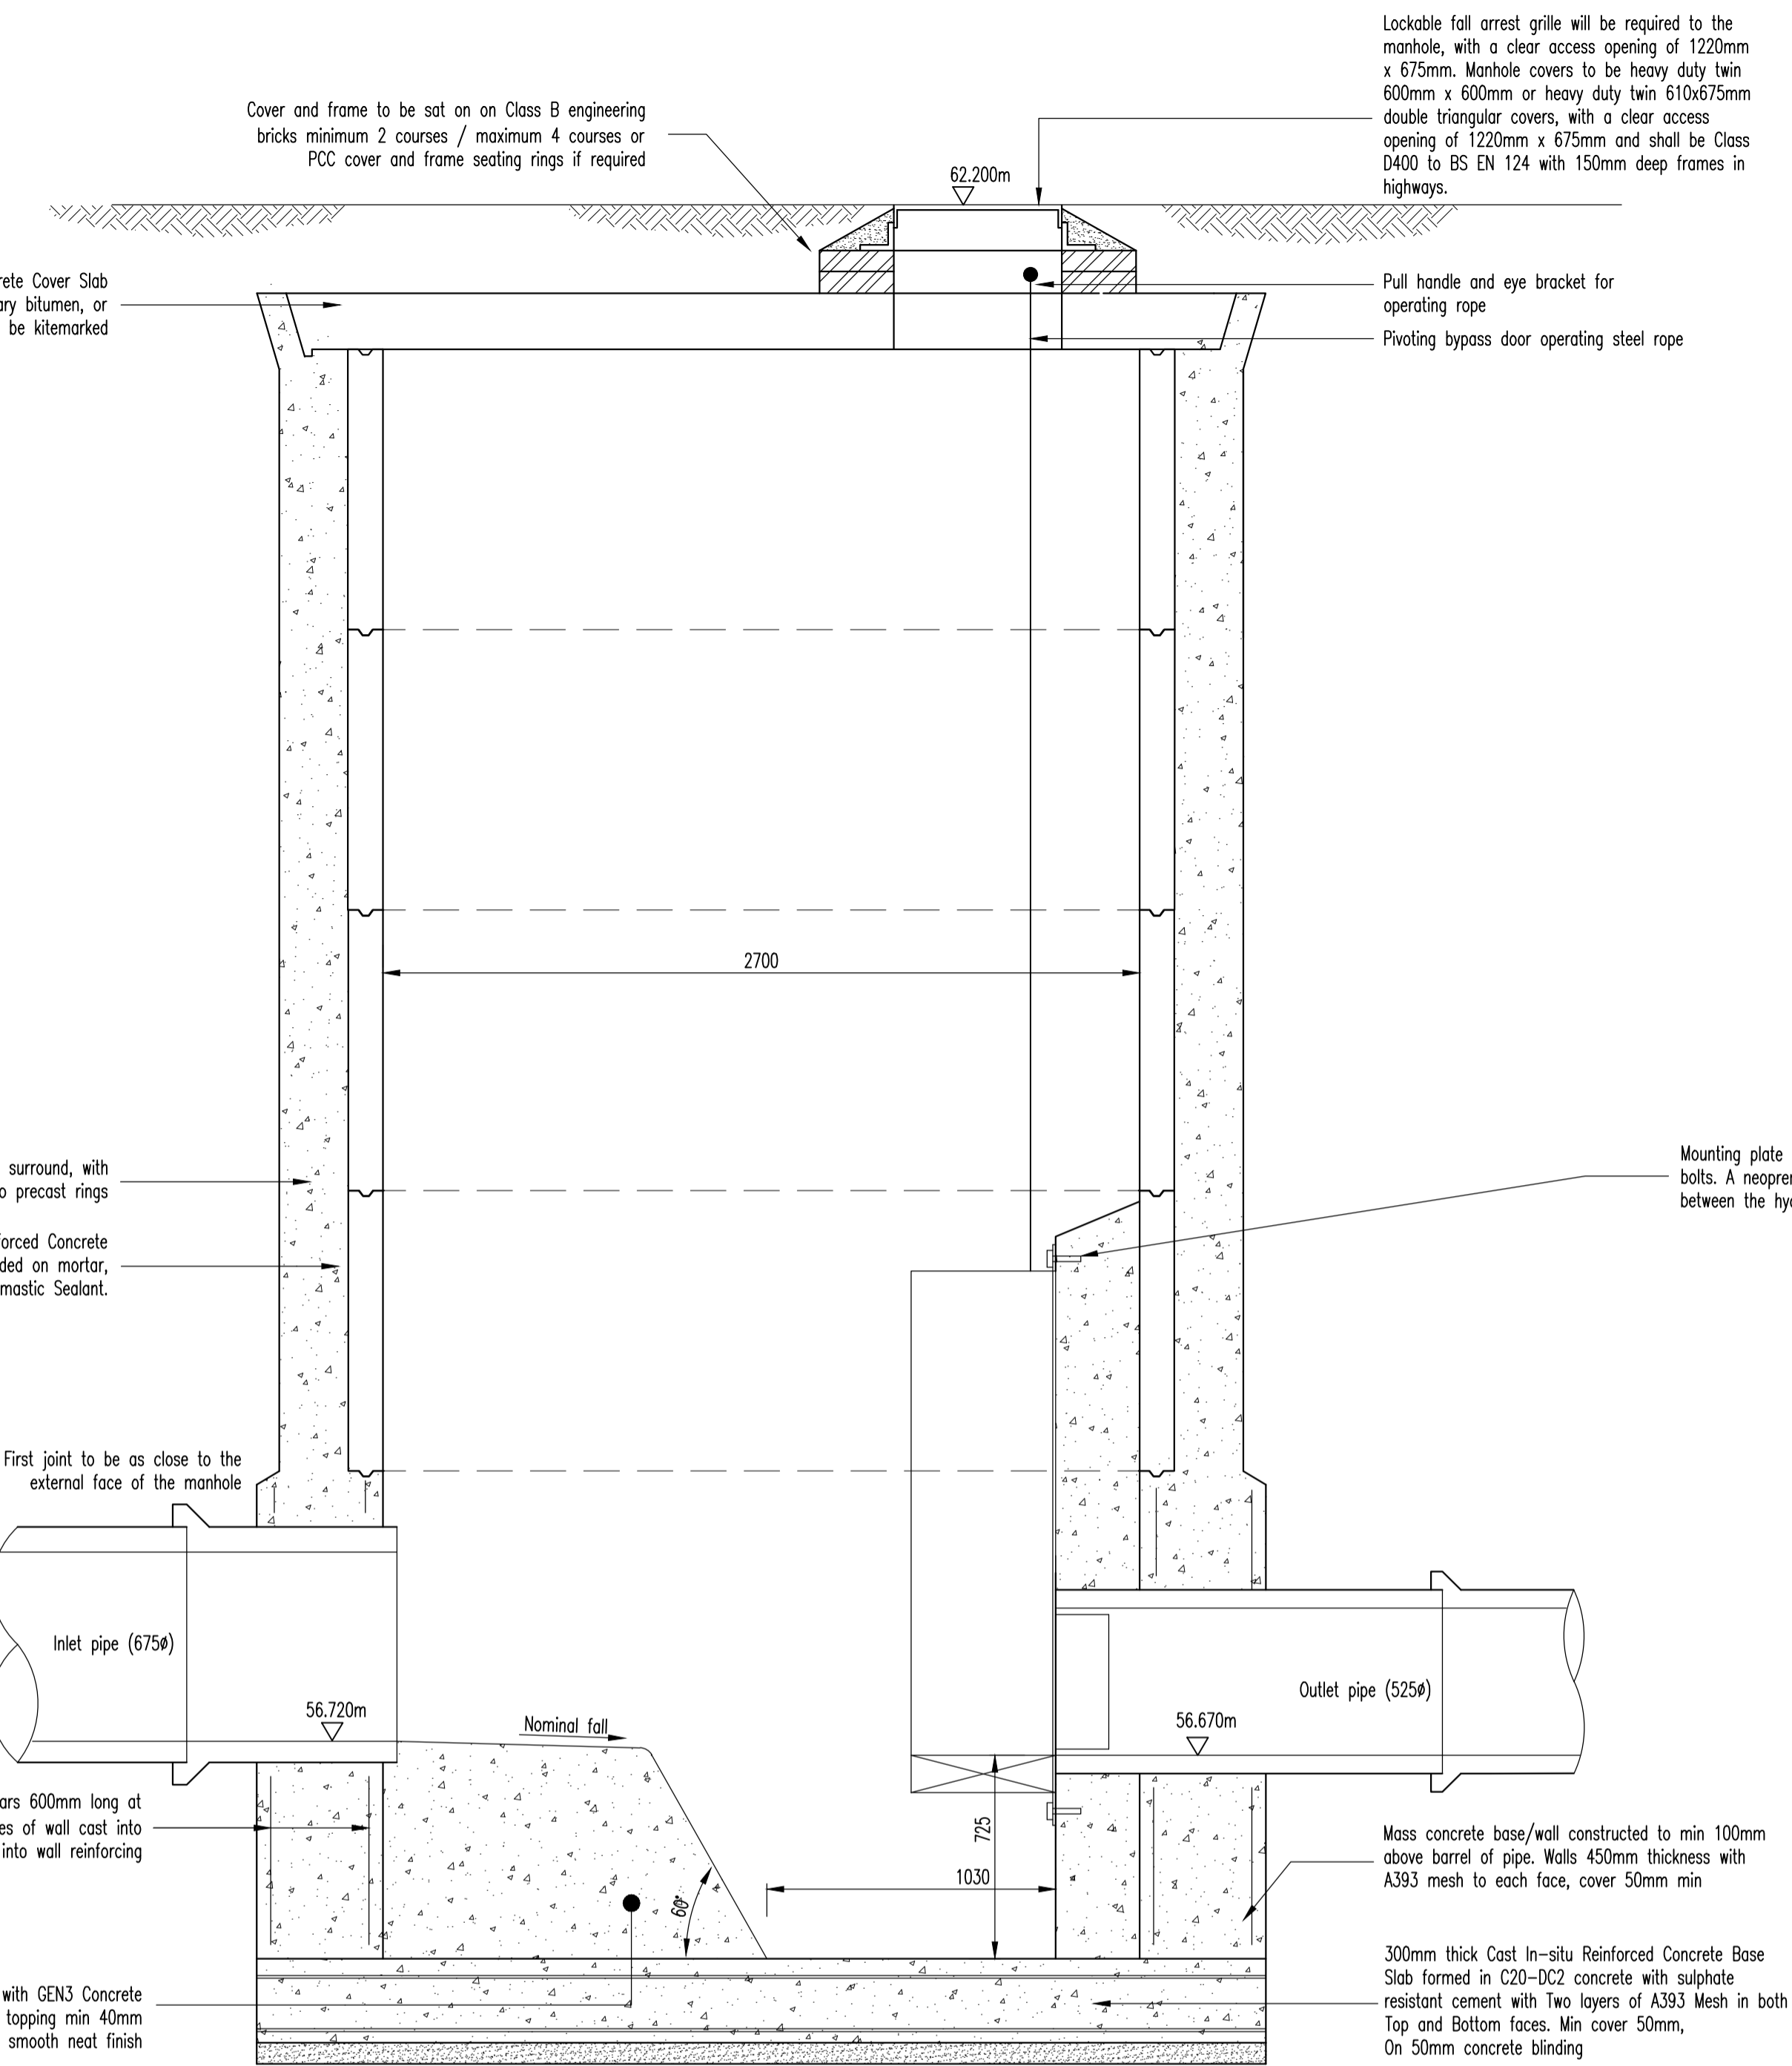 Lockable fall arrest grille will be required to the
manhole, with a clear access opening of 1220mm
x 675mm. Manhole covers to be heavy duty twin
600mm x 600mm or heavy duty twin 610x675mm
double triangular covers, with a clear access
opening of 1220mm x 675mm and shall be Class
D400 to BS EN 124 with 150mm deep frames in
highways.
Cover and frame to be sat on on Class B engineering
bricks minimum 2 courses / maximum 4 courses or
PCC cover and frame seating rings if required
62.200m
Cover Slab
bitumen, or
be kitemarked
Pull handle and eye bracket for
operating rope
Pivoting bypass door operating steel rope
2700
surround, with
precast rings
Concrete
on mortar,
mastic Sealant.
Mounting plate
bolts. A
between the
First joint to be as close to the
external face of the manhole
Inlet pipe (675ø)
56.720m
Nominal fall
Outlet pipe (525ø)
56.670m
600mm long at
of wall cast into
into wall reinforcing
725
1030
60°
Mass concrete base/wall constructed to min 100mm
above barrel of pipe. Walls 450mm thickness with
A393 mesh to each face, cover 50mm min
with GEN3 Concrete
topping min 40mm
smooth neat finish
300mm thick Cast In-situ Reinforced Concrete Base
Slab formed in C20-DC2 concrete with sulphate
resistant cement with Two layers of A393 Mesh in both
Top and Bottom faces. Min cover 50mm,
On 50mm concrete blinding